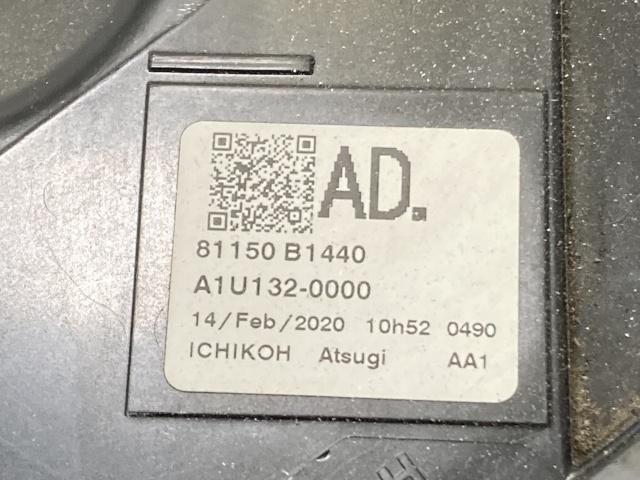 AD.
81150 B1440
A1U132-0000
14/Feb/2020 10h52 0490
ICHIKOH Atsugi AA1
H